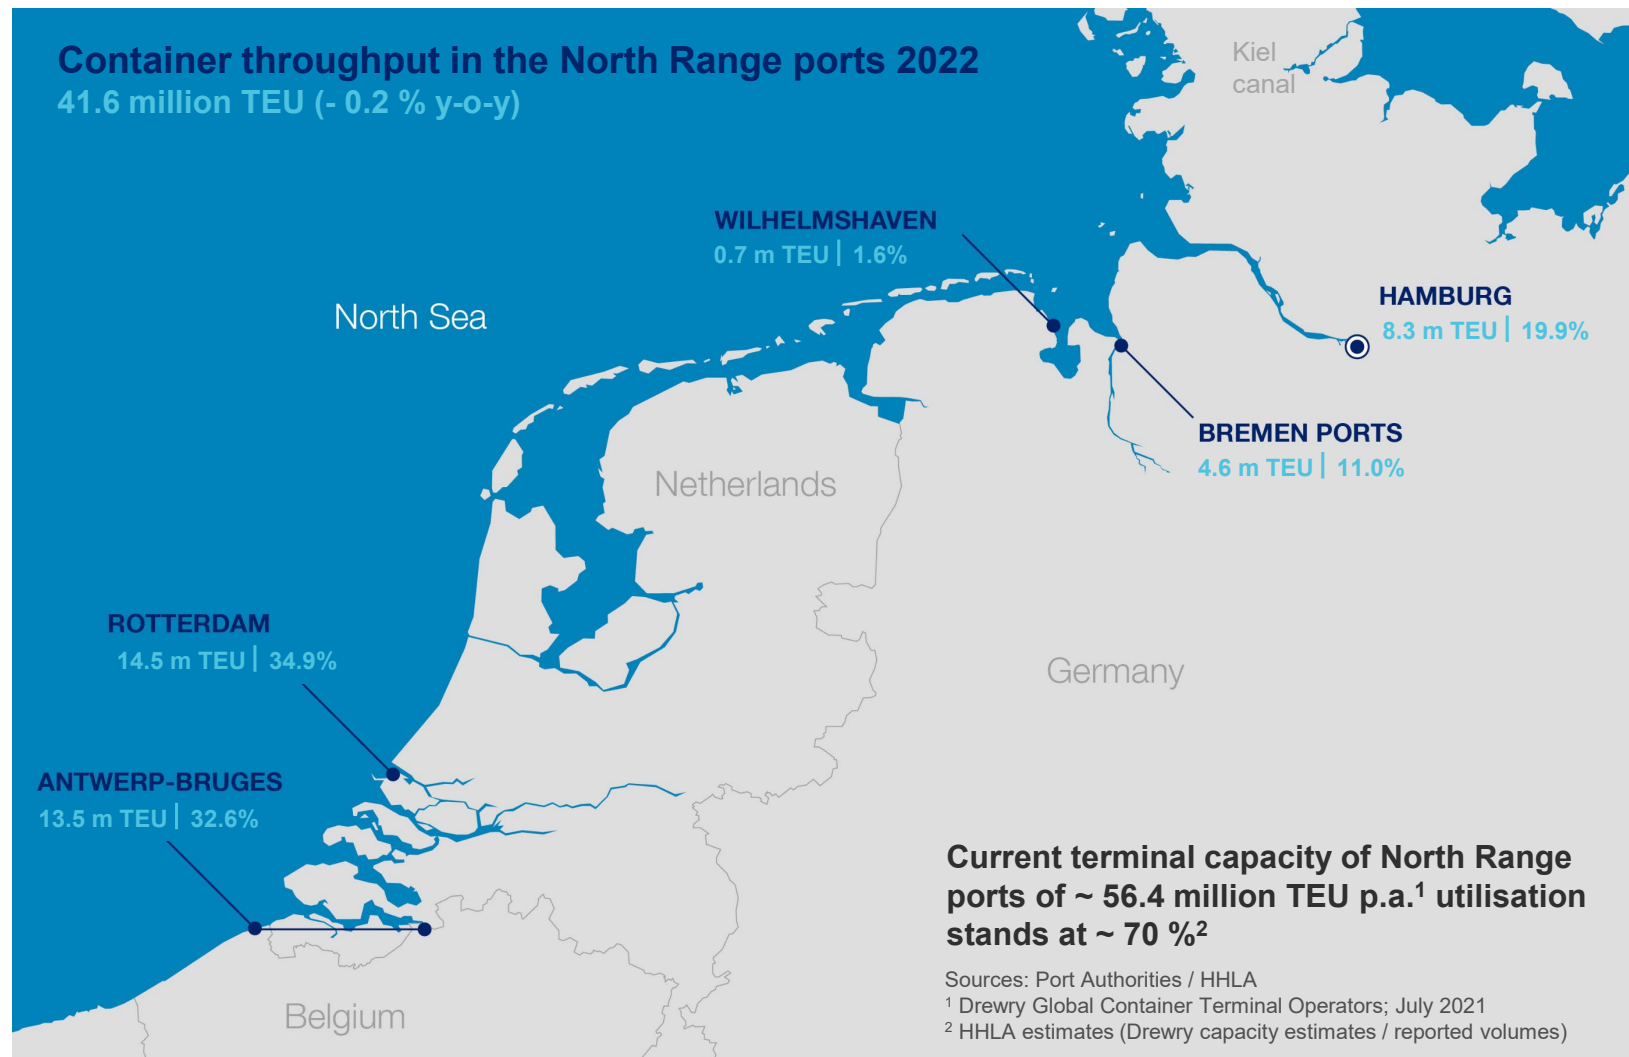 Container throughput in the North Range ports 2022
41.6 million TEU (- 0.2 % y-o-y)
Kiel
canal
WILHELMSHAVEN
0.7 m TEU | 1.6%
North Sea
HAMBURG
8.3 m TEU | 19.9%
BREMEN PORTS
4.6 m TEU | 11.0%
Netherlands
ROTTERDAM
14.5 m TEU | 34.9%
Germany
ANTWERP-BRUGES
13.5 m TEU | 32.6%
Current terminal capacity of North Range
ports of ~ 56.4 million TEU p.a.¹ utilisation
stands at ~ 70 %²
Sources: Port Authorities / HHLA
¹ Drewry Global Container Terminal Operators; July 2021
² HHLA estimates (Drewry capacity estimates / reported volumes)
Belgium